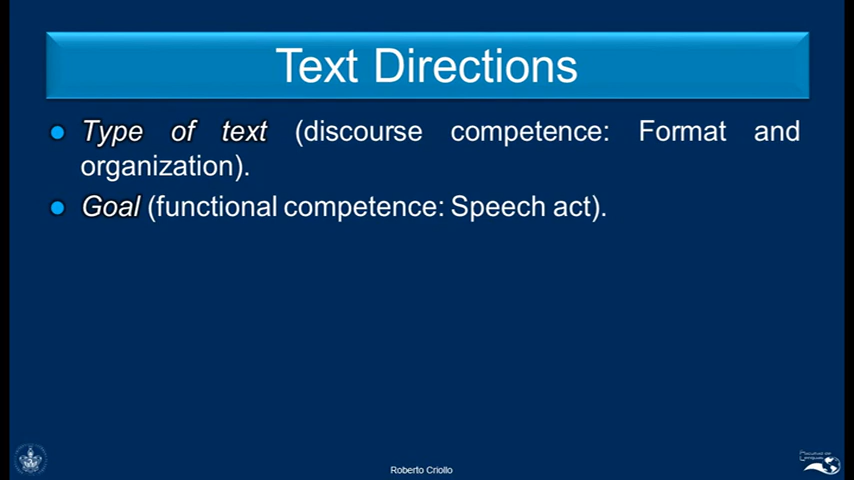 Text Directions
Type of text (discourse competence: Format and
organization).
Goal (functional competence: Speech act).
Roberto Criollo